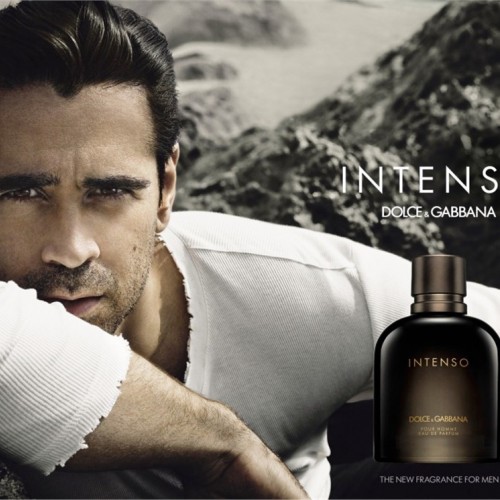 INTENS
DOLCE & GABBANA
INTENSO
DOLCE & GABBANA
POUR HOMME
EAU DE PARFUM
THE NEW FRAGRANCE FOR MEN